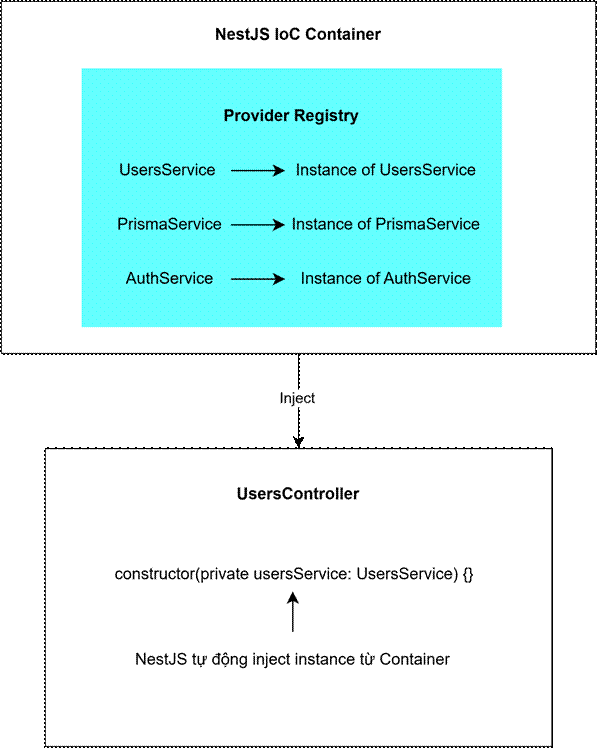 NestJS IoC Container
Provider Registry
UsersService Instance of UsersService
PrismaService Instance of PrismaService
AuthService Instance of AuthService
Inject
UsersController
constructor(private usersService: UsersService) {}
NestJS tự động inject instance từ Container